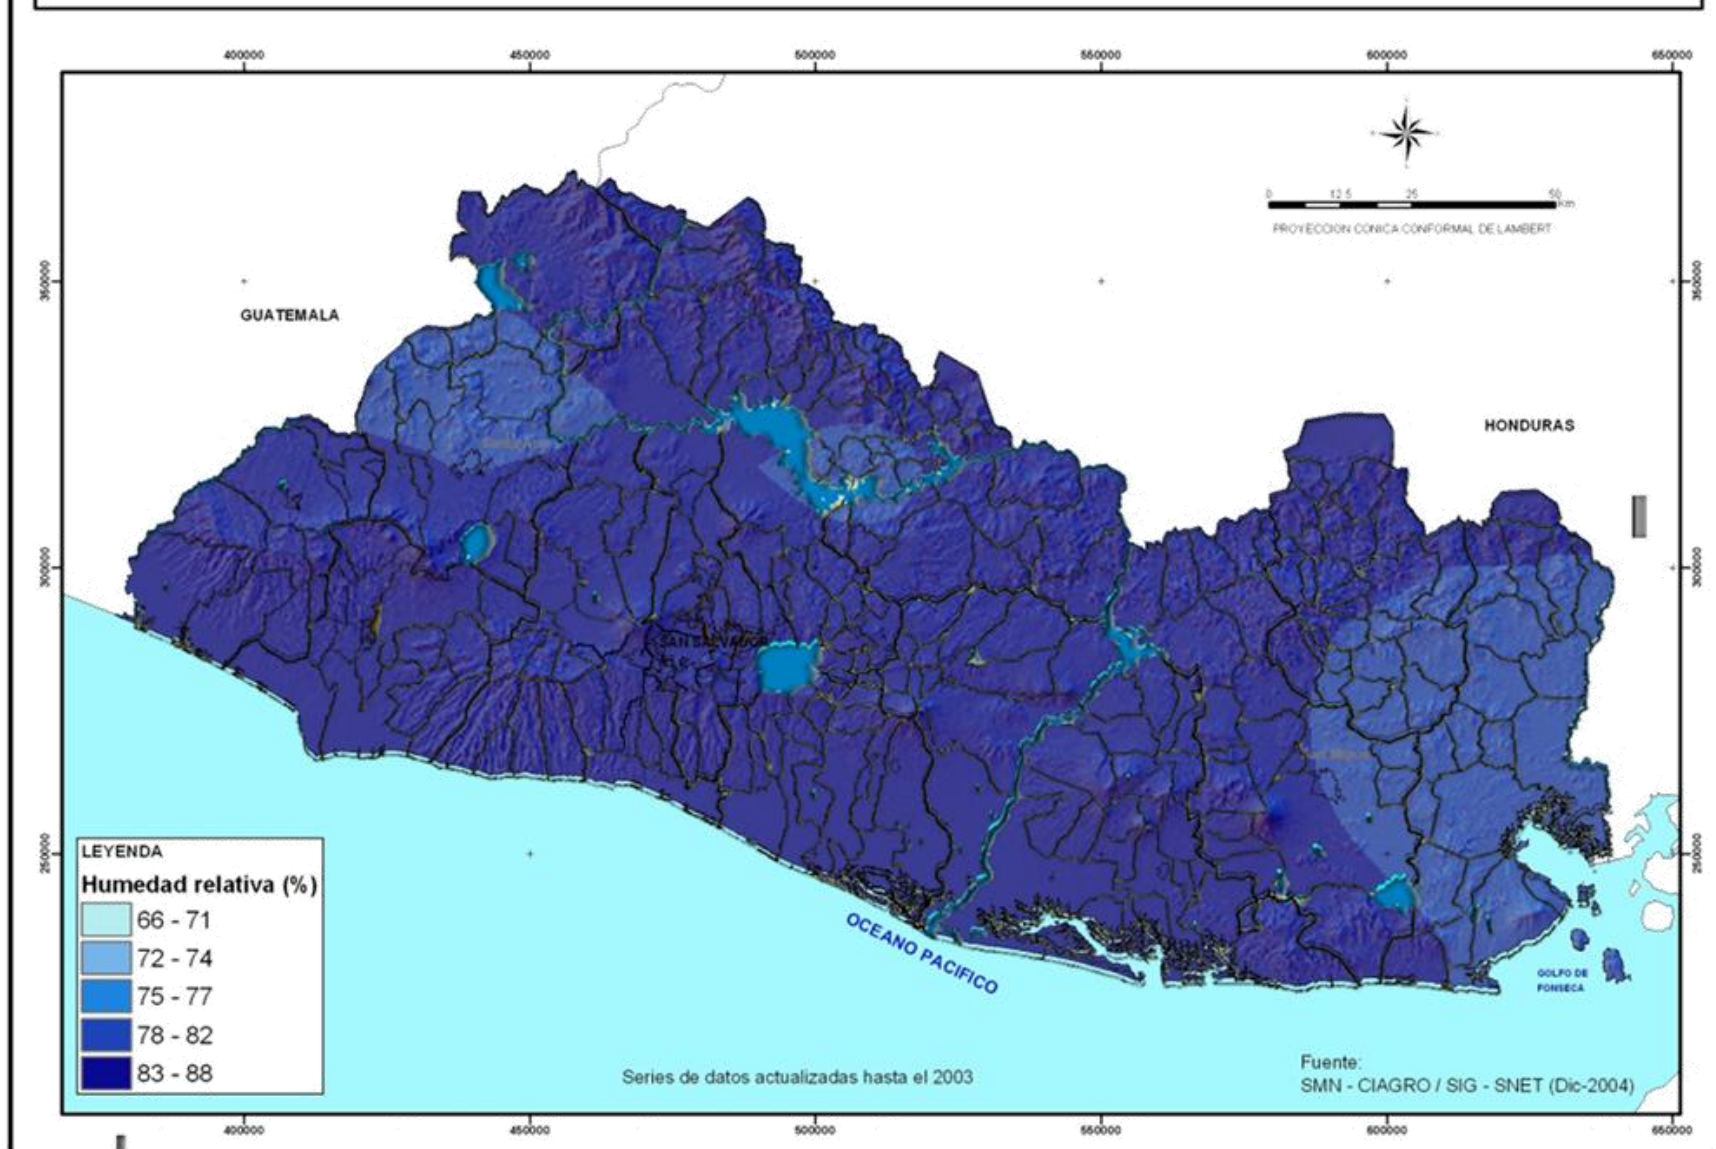 400000 450000 500000 550000 600000 650000
0 12.5 25 50
Km
PROYECCION CONICA CONFORMAL DE LAMBERT
350000 350000
GUATEMALA
HONDURAS
300000 300000
SAN SALVADOR
250000 250000
LEYENDA
Humedad relativa (%)
66 - 71
72 - 74
75 - 77
78 - 82
83 - 88
OCEANO PACIFICO
GOLFO DE
FONSECA
Series de datos actualizadas hasta el 2003
Fuente:
SMN - CIAGRO / SIG - SNET (Dic-2004)
400000 450000 500000 550000 600000 650000